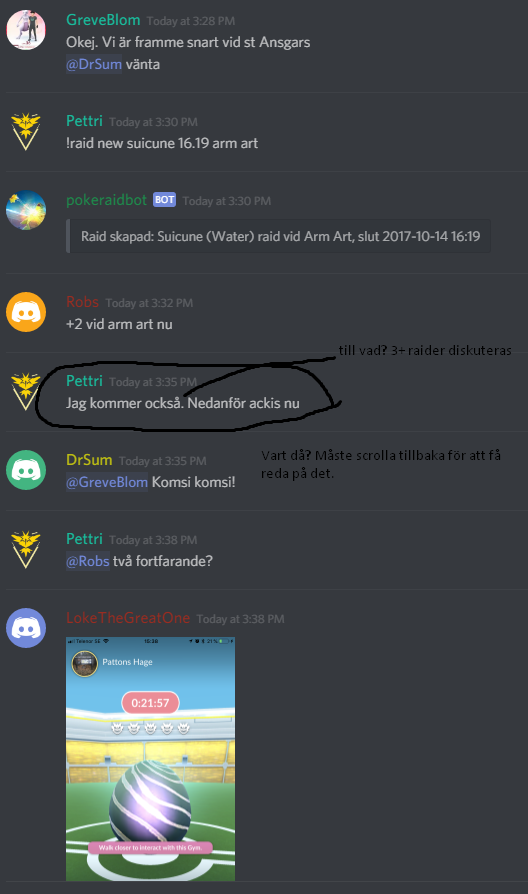 GreveBlom Today at 3:28 PM
Okej. Vi är framme snart vid st Ansgars
@DrSum vänta
Pettri Today at 3:30 PM
!raid new suicune 16.19 arm art
pokeraidbot BOT Today at 3:30 PM
Raid skapad: Suicune (Water) raid vid Arm Art, slut 2017-10-14 16:19
Robs Today at 3:32 PM
+2 vid arm art nu
till vad? 3+ raider diskuteras
Pettri Today at 3:35 PM
Jag kommer också. Nedanför ackis nu
DrSum Today at 3:35 PM
@GreveBlom Komsi komsi!
Vart då? Måste scrolla tillbaka för att få
reda på det.
Pettri Today at 3:38 PM
@Robs två fortfarande?
LokeTheGreatOne Today at 3:38 PM
Telenor SE 15:38 21 %
Pattons Hage
0:21:57
Walk closer to interact with this Gym.